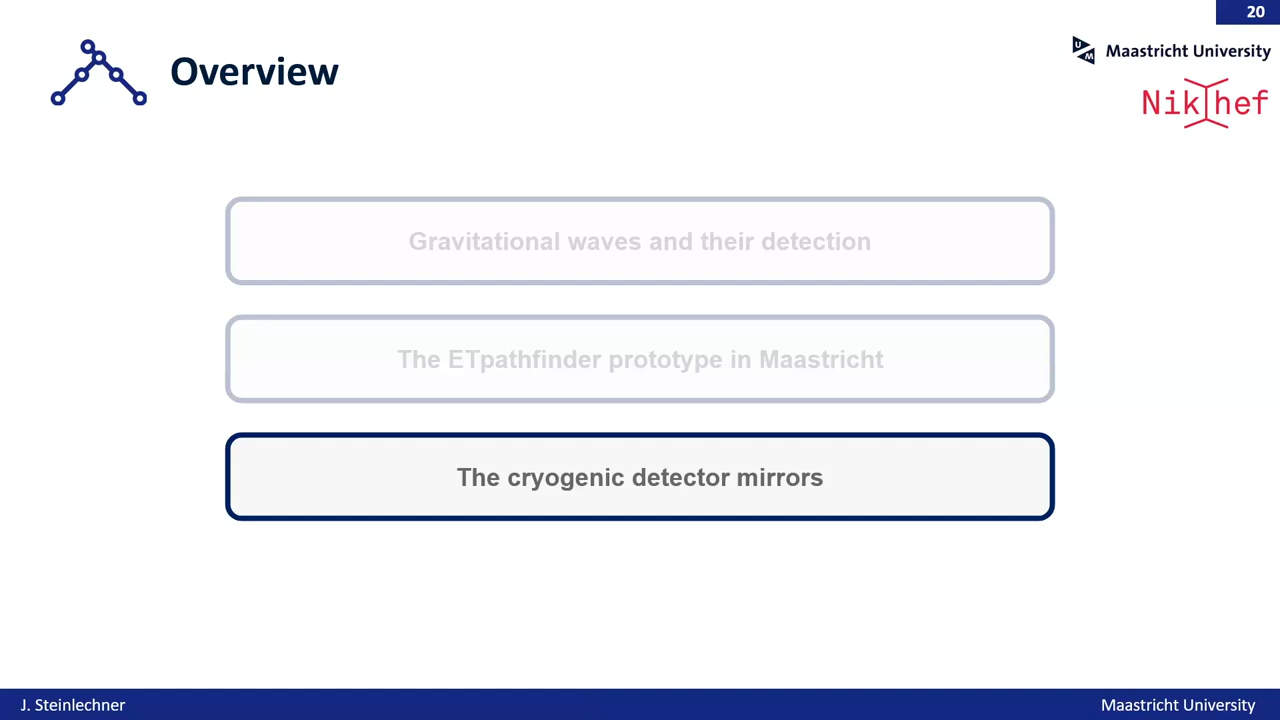 20
Overview
UM Maastricht University
Nikhef
Gravitational waves and their detection
The ETpathfinder prototype in Maastricht
The cryogenic detector mirrors
J. Steinlechner
Maastricht University